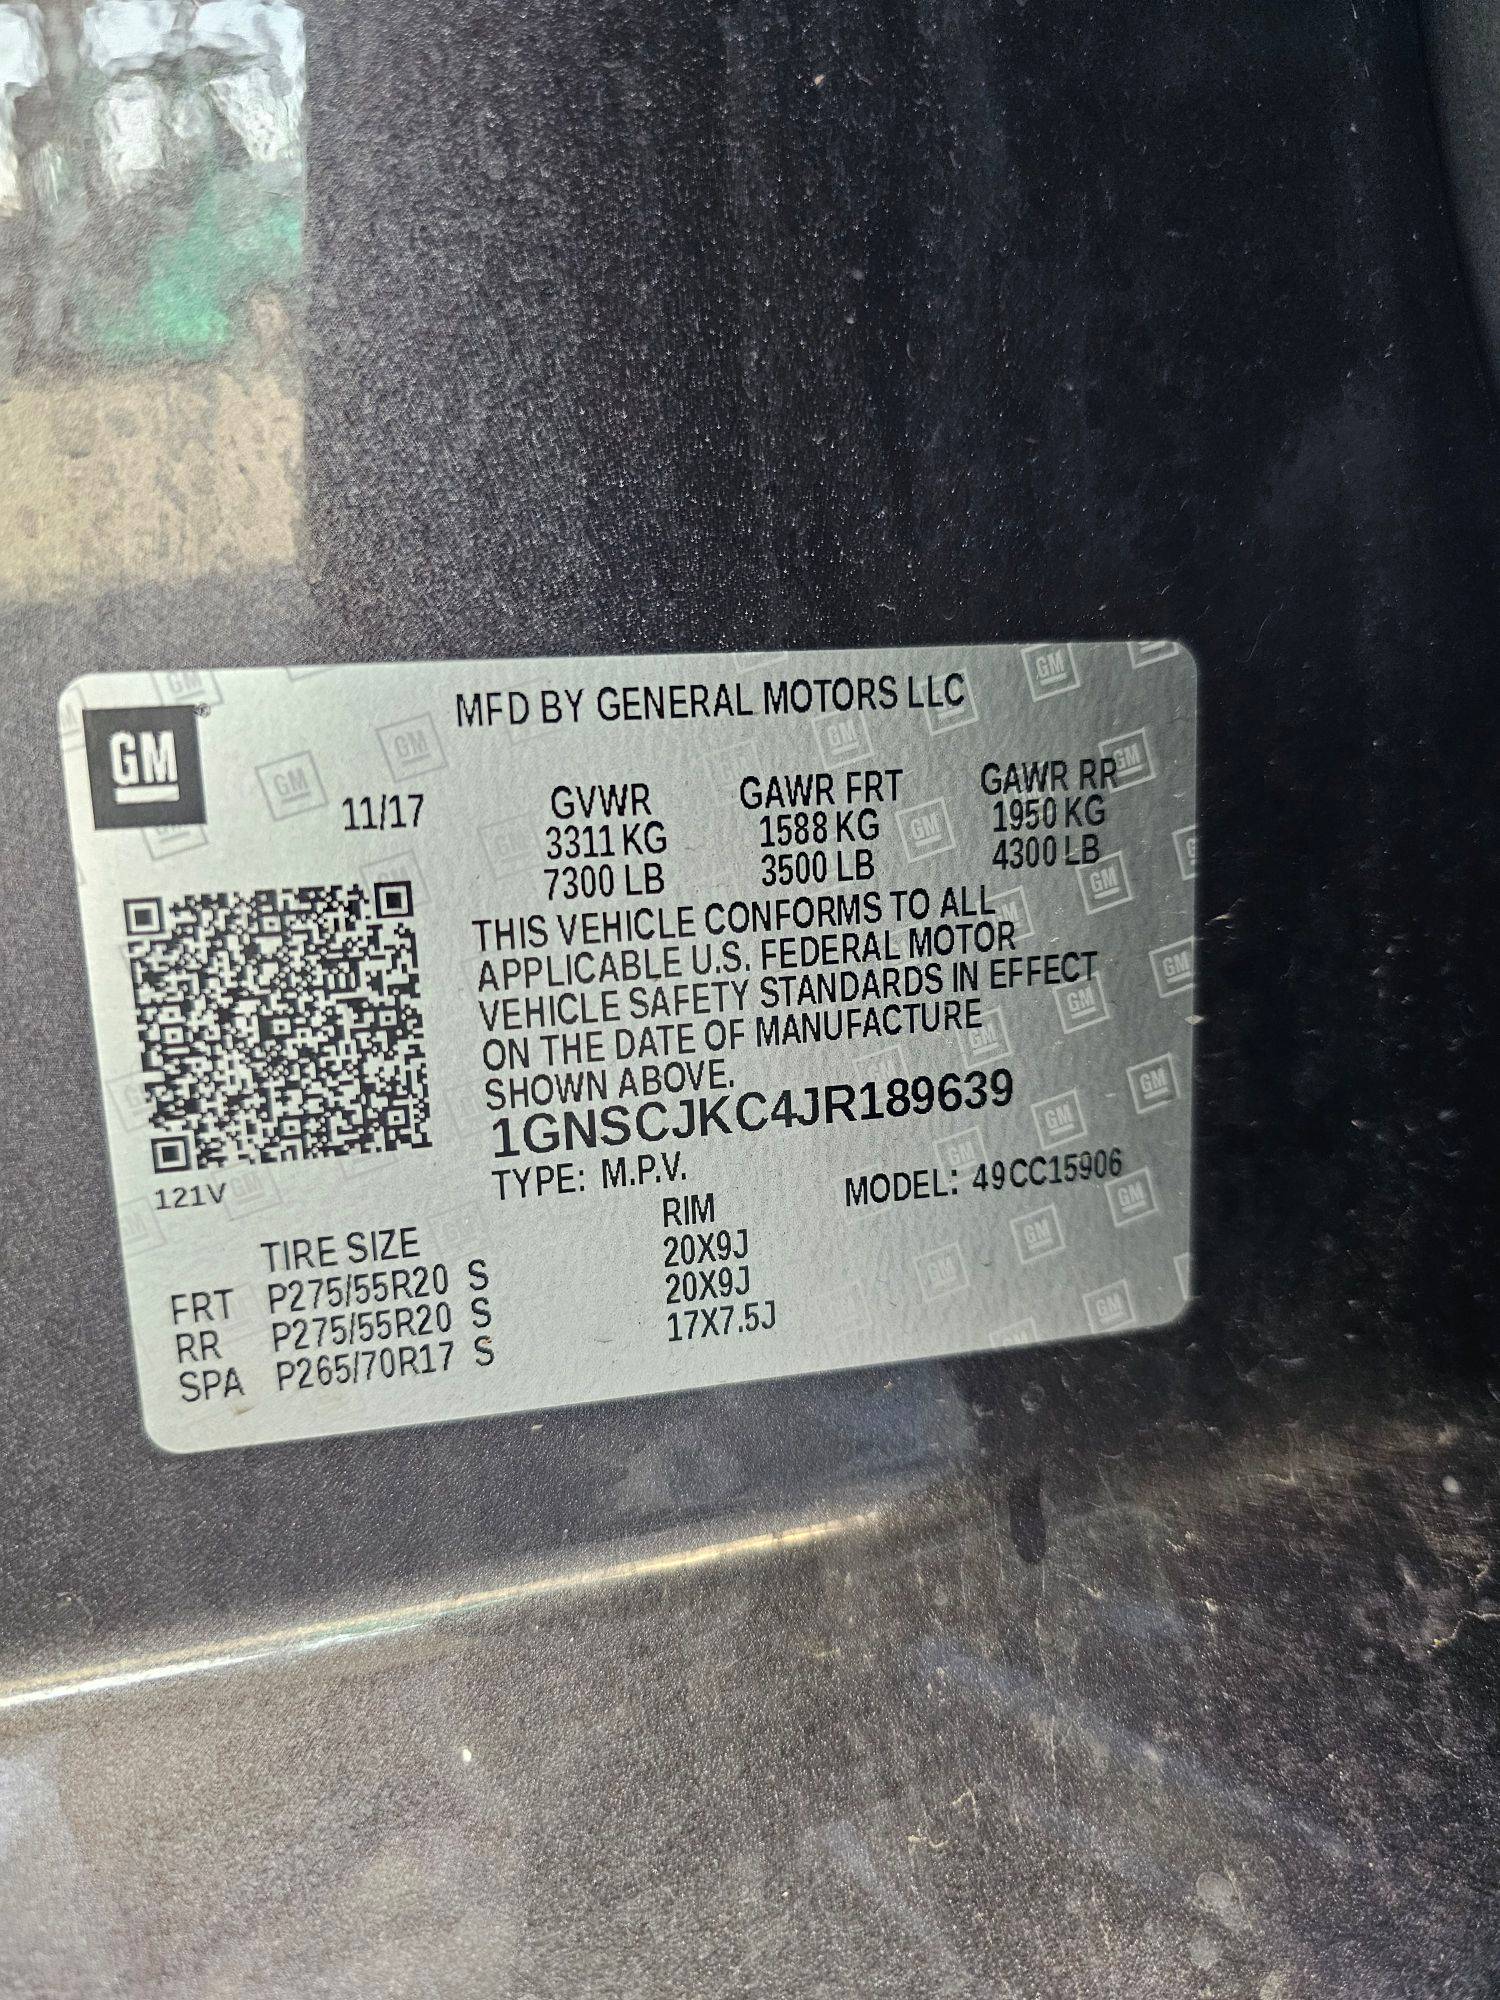 GM
MFD BY GENERAL MOTORS LLC
11/17 GVWR GAWR FRT GAWR RR
3311 KG 1588 KG 1950 KG
7300 LB 3500 LB 4300 LB
THIS VEHICLE CONFORMS TO ALL
APPLICABLE U.S. FEDERAL MOTOR
VEHICLE SAFETY STANDARDS IN EFFECT
ON THE DATE OF MANUFACTURE
SHOWN ABOVE.
1GNSCJKC4JR189639
121V
TYPE: M.P.V. MODEL: 49CC15906
TIRE SIZE RIM
FRT P275/55R20 S 20X9J
RR P275/55R20 S 20X9J
SPA P265/70R17 S 17X7.5J